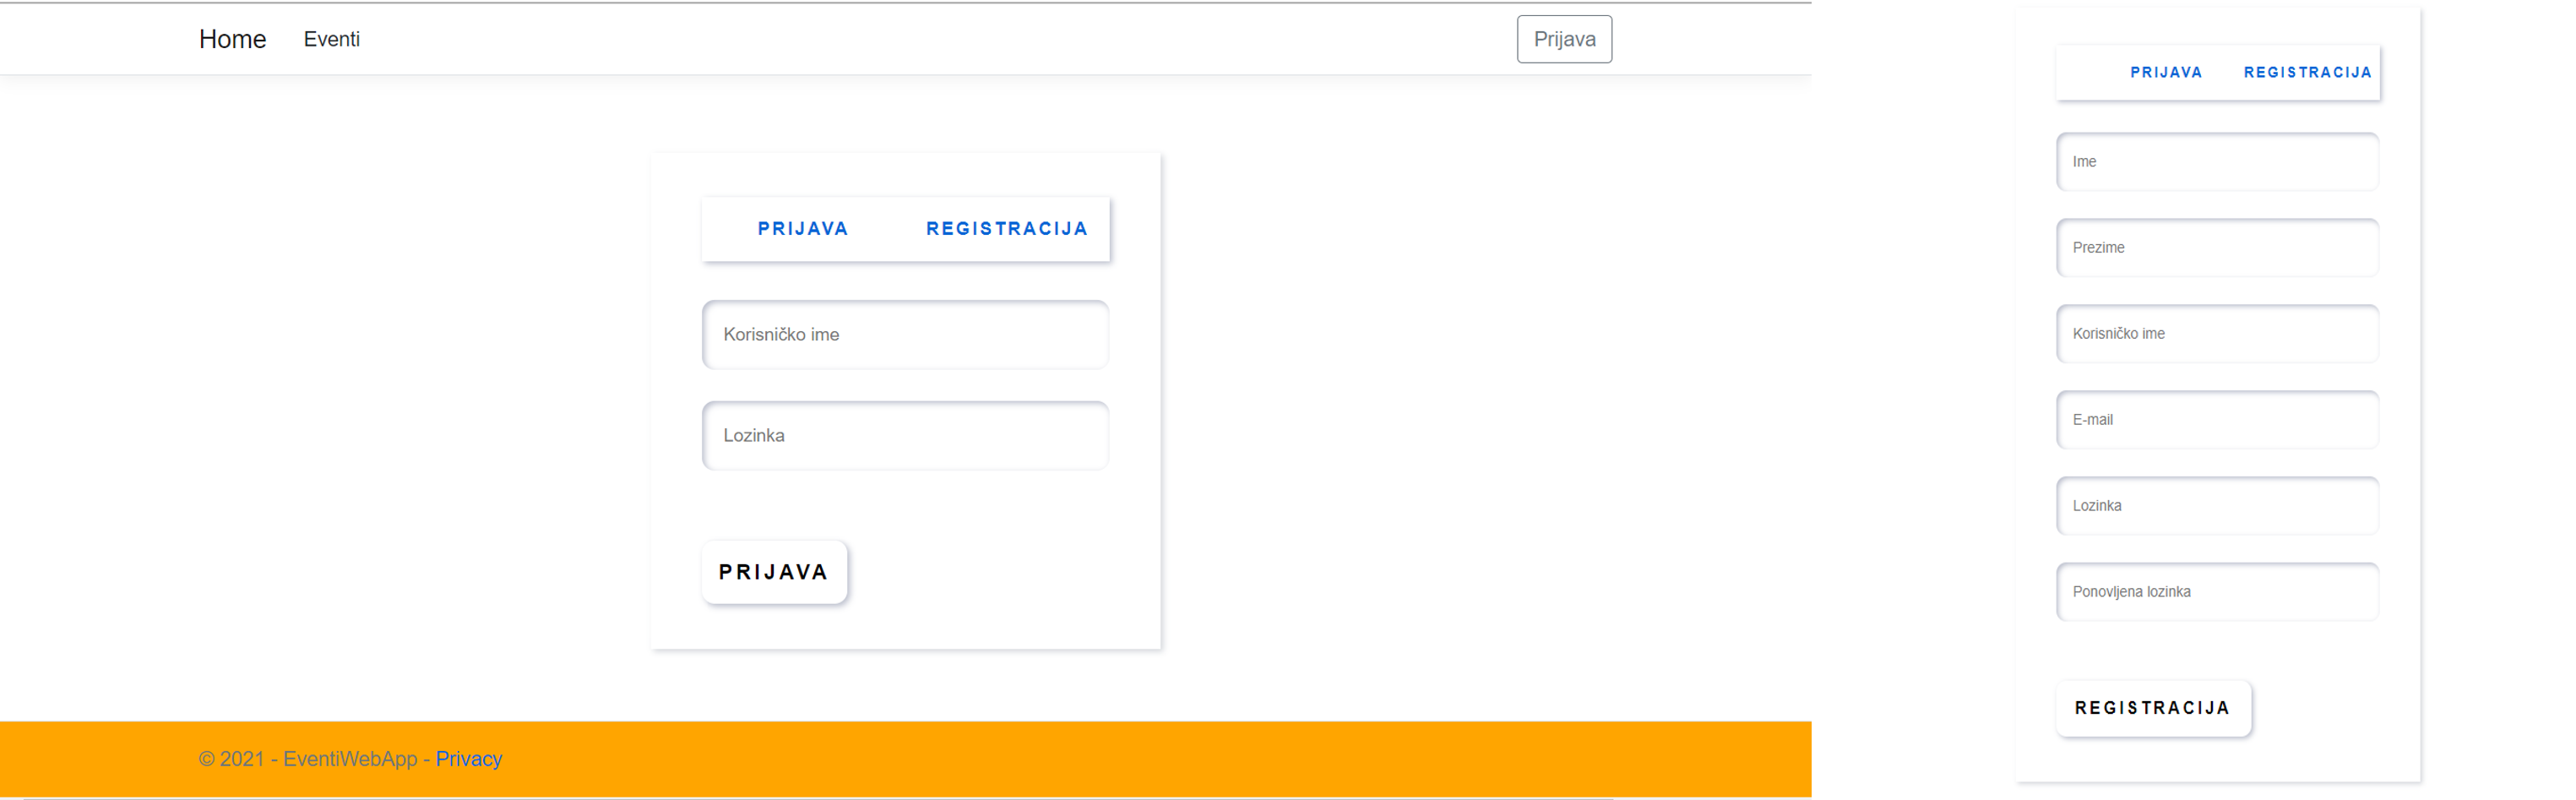 Home Eventi Prijava
PRIJAVA REGISTRACIJA
Korisničko ime
Lozinka
PRIJAVA
© 2021 - EventiWebApp - Privacy
PRIJAVA REGISTRACIJA
Ime
Prezime
Korisničko ime
E-mail
Lozinka
Ponovljena lozinka
REGISTRACIJA